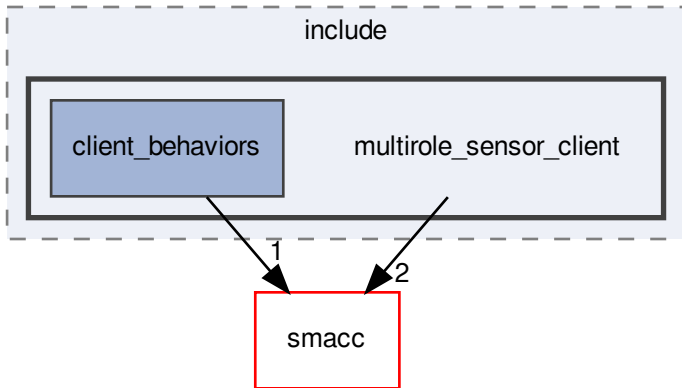 include
client_behaviors
multirole_sensor_client
1
2
smacc